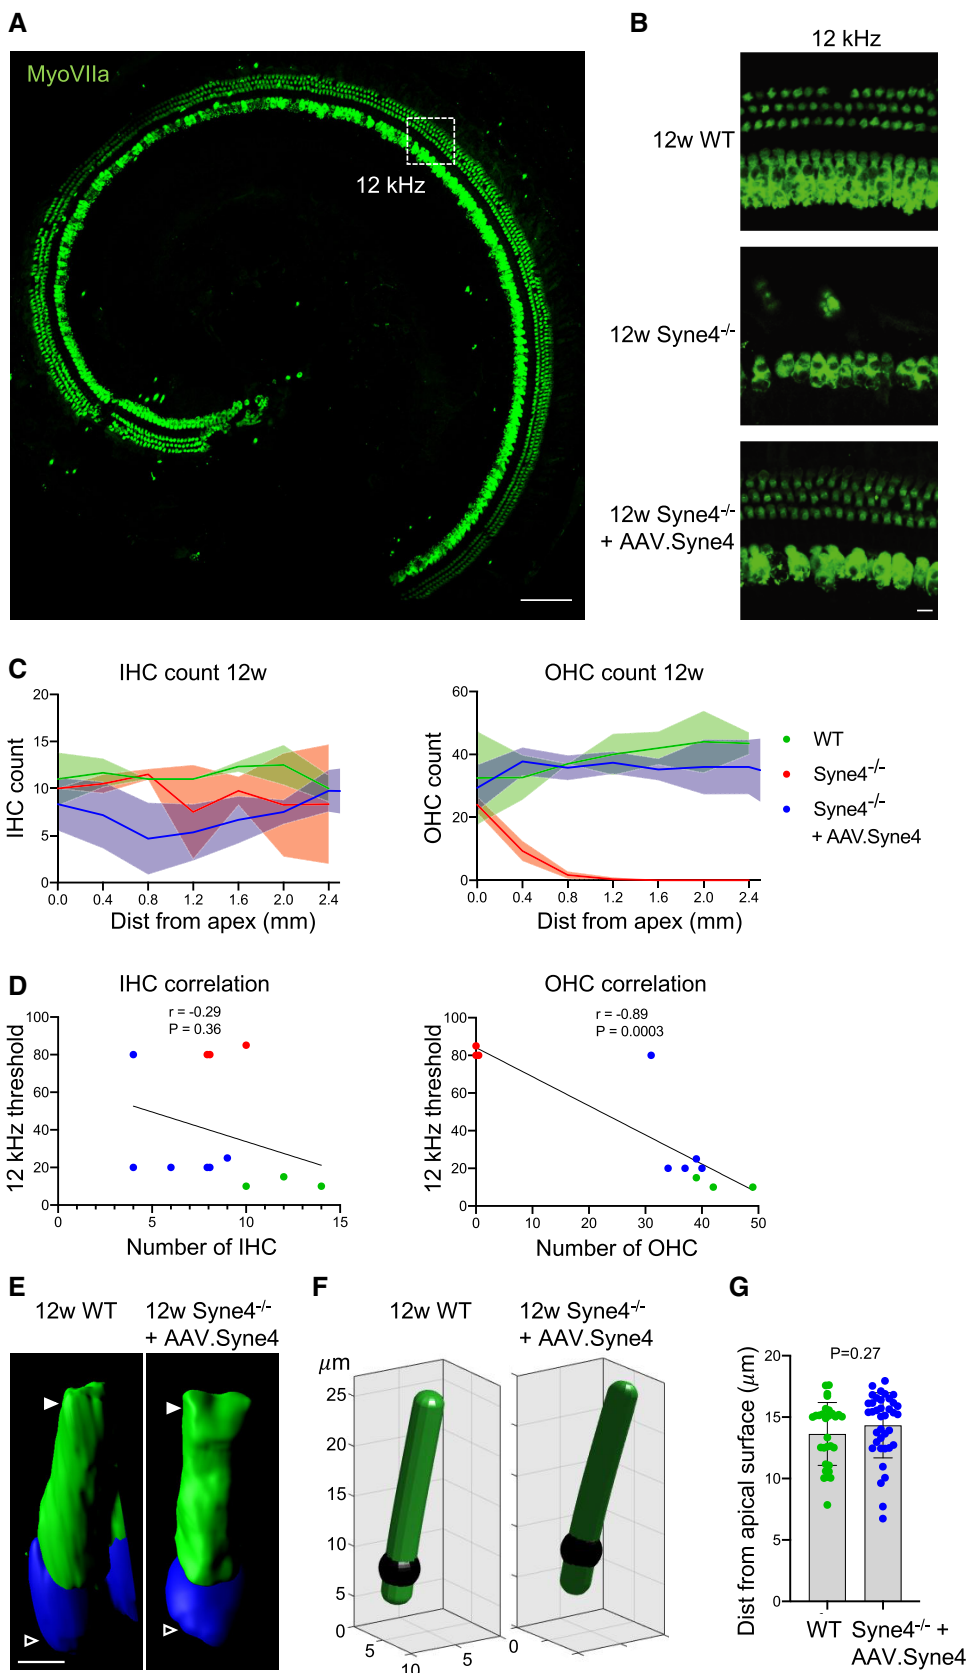 A
MyoVIIa
12 kHz
B
12 kHz
12w WT
12w Syne4-/-
12w Syne4-/-
+ AAV.Syne4
C
IHC count 12w
20
15
10
5
0
IHC count
0.0 0.4 0.8 1.2 1.6 2.0 2.4
Dist from apex (mm)
OHC count 12w
60
40
20
0
OHC count
0.0 0.4 0.8 1.2 1.6 2.0 2.4
Dist from apex (mm)
WT
Syne4-/-
Syne4-/-
+ AAV.Syne4
D
IHC correlation
r = -0.29
P = 0.36
100
80
60
40
20
0
12 kHz threshold
0 5 10 15
Number of IHC
OHC correlation
r = -0.89
P = 0.0003
100
80
60
40
20
0
12 kHz threshold
0 10 20 30 40 50
Number of OHC
E
12w WT
12w Syne4-/-
+ AAV.Syne4
F
12w WT
12w Syne4-/-
+ AAV.Syne4
μm
25
20
15
10
5
0
5
10
5
0
G
P=0.27
20
15
10
5
0
Dist from apical surface (μm)
WT
Syne4-/- +
AAV.Syne4